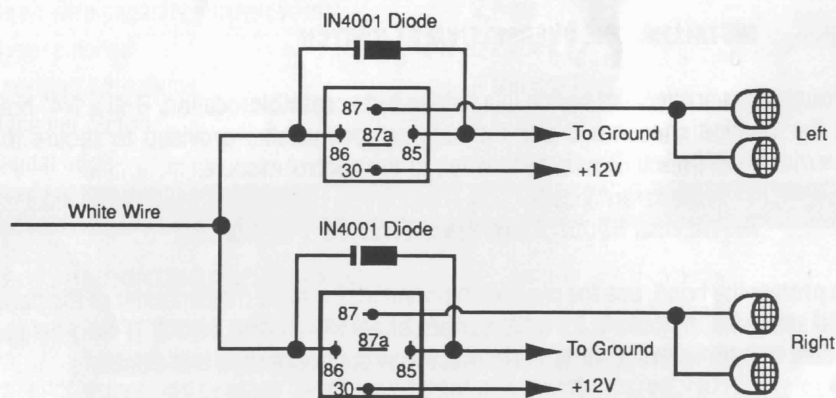 IN4001 Diode
87
87a
86
85
30
To Ground
+12V
Left
White Wire
IN4001 Diode
87
87a
86
85
30
To Ground
+12V
Right